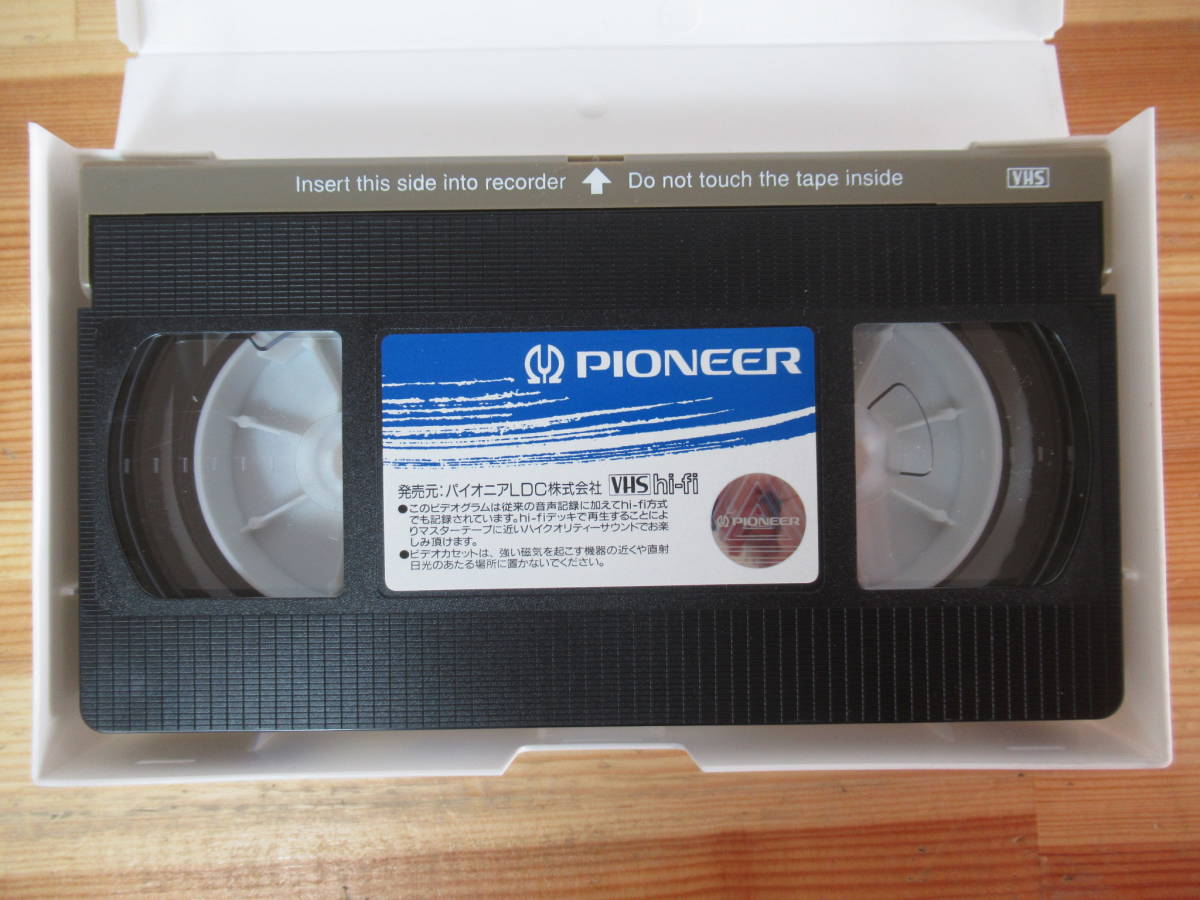 Insert this side into recorder Do not touch the tape inside VHS
PIONEER
発売元:パイオニアLDC株式会社 VHS hi-fi
●このビデオグラムは従来の音声記録に加えてhi-fi方式
でも記録されています。hi-fiデッキで再生することによ
りマスターテープに近いハイクオリティーサウンドでお楽
しみ頂けます。
●ビデオカセットは、強い磁気を起こす機器の近くや直射
日光のあたる場所に置かないでください。
PIONEER